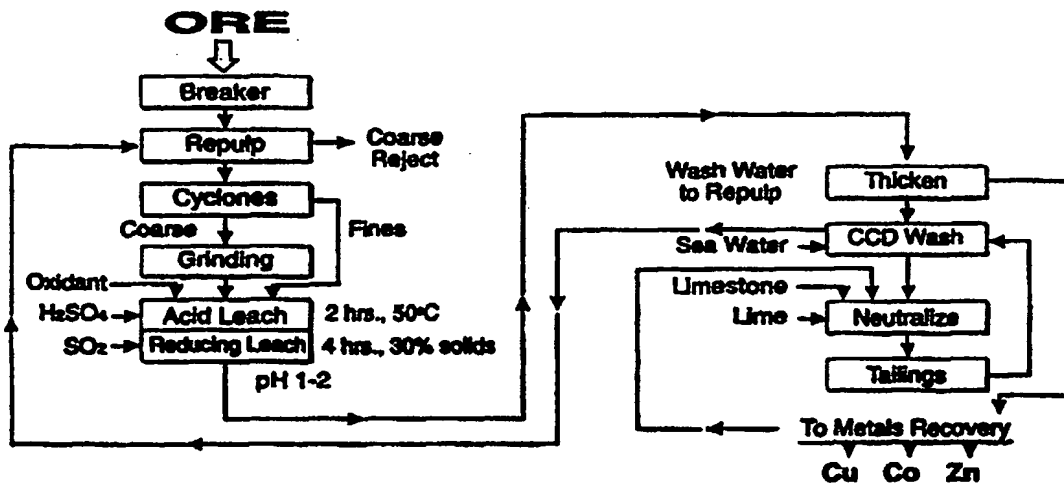 ORE
Breaker
Repulp
Coarse
Reject
Cyclones
Coarse
Fines
Grinding
Oxidant
H₂SO₄
Acid Leach
2 hrs., 50°C
SO₂
Reducing Leach
4 hrs., 30% solids
pH 1-2
Wash Water
to Repulp
Thicken
CCD Wash
Sea Water
Limestone
Lime
Neutralize
Tailings
To Metals Recovery
Cu Co Zn